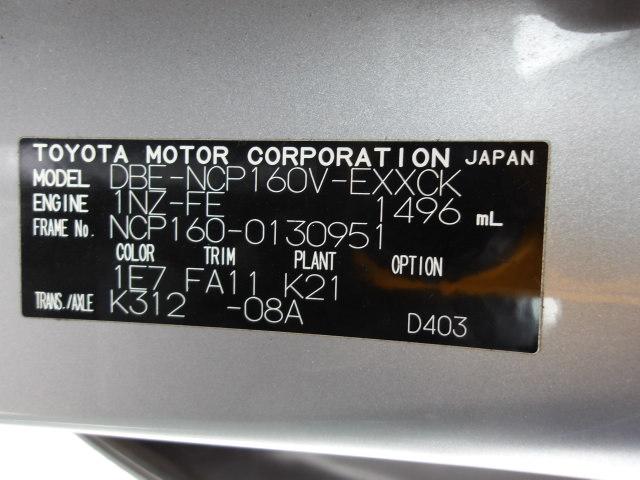 TOYOTA MOTOR CORPORATION JAPAN
MODEL DBE-NCP160V-EXXCK
ENGINE 1NZ-FE 1496 mL
FRAME No. NCP160-0130951
COLOR TRIM PLANT OPTION
1E7 FA11 K21
TRANS./AXLE K312 -08A
D403